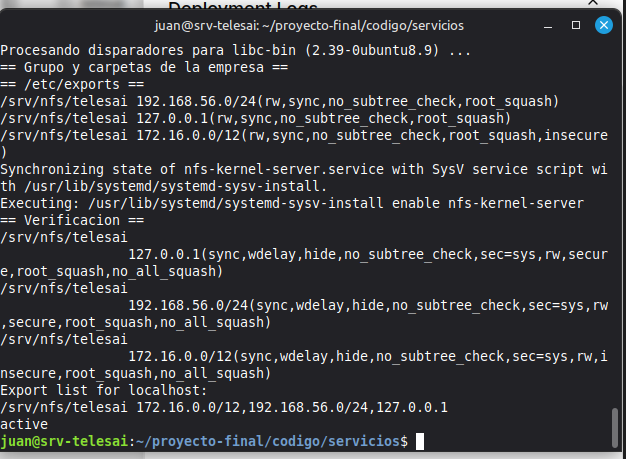 Deployment Logs
juan@srv-telesai: ~/proyecto-final/codigo/servicios
Procesando disparadores para libc-bin (2.39-0ubuntu8.9) ...
== Grupo y carpetas de la empresa ==
== /etc/exports ==
/srv/nfs/telesai 192.168.56.0/24(rw,sync,no_subtree_check,root_squash)
/srv/nfs/telesai 127.0.0.1(rw,sync,no_subtree_check,root_squash)
/srv/nfs/telesai 172.16.0.0/12(rw,sync,no_subtree_check,root_squash,insecure
)
Synchronizing state of nfs-kernel-server.service with SysV service script wi
th /usr/lib/systemd/systemd-sysv-install.
Executing: /usr/lib/systemd/systemd-sysv-install enable nfs-kernel-server
== Verificacion ==
/srv/nfs/telesai
127.0.0.1(sync,wdelay,hide,no_subtree_check,sec=sys,rw,secur
e,root_squash,no_all_squash)
/srv/nfs/telesai
192.168.56.0/24(sync,wdelay,hide,no_subtree_check,sec=sys,rw
,secure,root_squash,no_all_squash)
/srv/nfs/telesai
172.16.0.0/12(sync,wdelay,hide,no_subtree_check,sec=sys,rw,i
nsecure,root_squash,no_all_squash)
Export list for localhost:
/srv/nfs/telesai 172.16.0.0/12,192.168.56.0/24,127.0.0.1
active
juan@srv-telesai:~/proyecto-final/codigo/servicios$